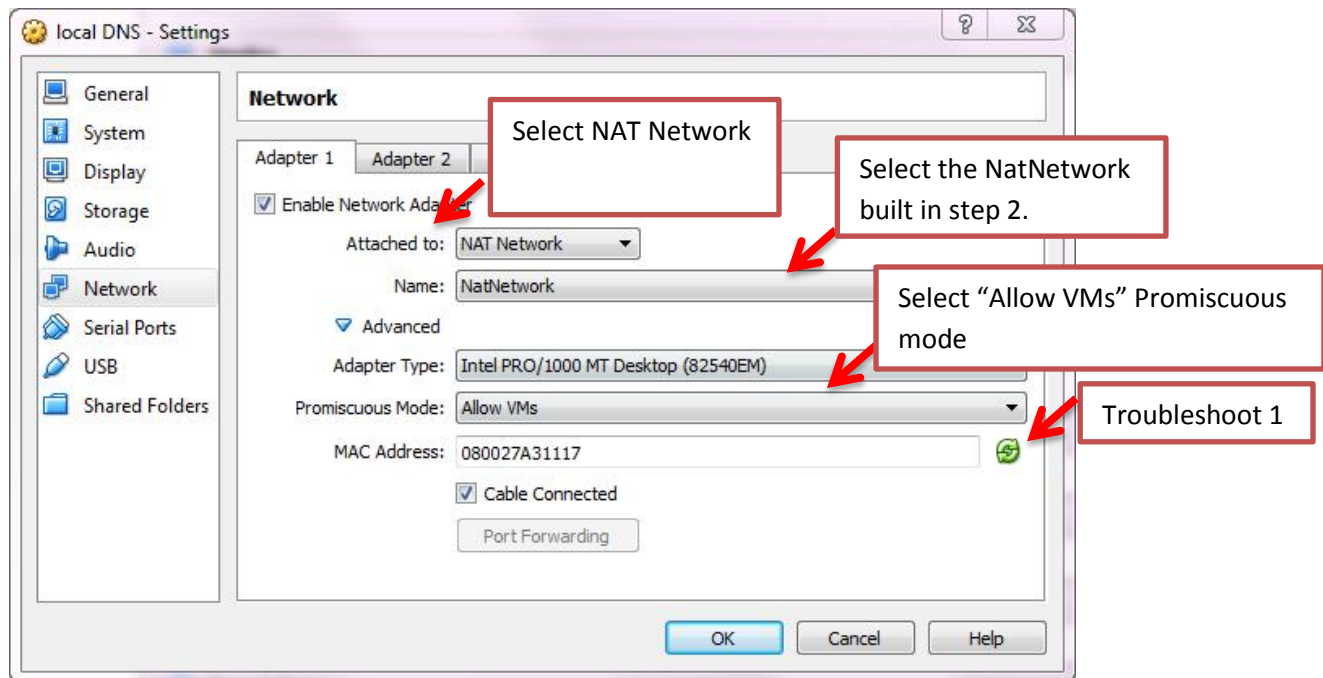 local DNS - Settings
General
System
Display
Storage
Audio
Network
Serial Ports
USB
Shared Folders
Network
Select NAT Network
Adapter 1
Adapter 2
Select the NatNetwork
built in step 2.
Enable Network Adapter
Attached to:
NAT Network
Name:
NatNetwork
Select “Allow VMs” Promiscuous
mode
Advanced
Adapter Type:
Intel PRO/1000 MT Desktop (82540EM)
Promiscuous Mode:
Allow VMs
Troubleshoot 1
MAC Address:
080027A31117
Cable Connected
Port Forwarding
OK
Cancel
Help